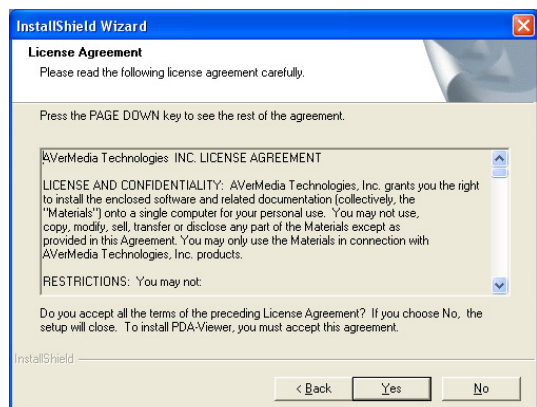 InstallShield Wizard
License Agreement
Please read the following license agreement carefully.
Press the PAGE DOWN key to see the rest of the agreement.
AVerMedia Technologies INC. LICENSE AGREEMENT
LICENSE AND CONFIDENTIALITY: AVerMedia Technologies, Inc. grants you the right
to install the enclosed software and related documentation (collectively, the
"Materials") onto a single computer for your personal use. You may not use,
copy, modify, sell, transfer or disclose any part of the Materials except as
provided in this Agreement. You may only use the Materials in connection with
AVerMedia Technologies, Inc. products.
RESTRICTIONS: You may not:
Do you accept all the terms of the preceding License Agreement? If you choose No, the
setup will close. To install PDA-Viewer, you must accept this agreement.
InstallShield
< Back Yes No